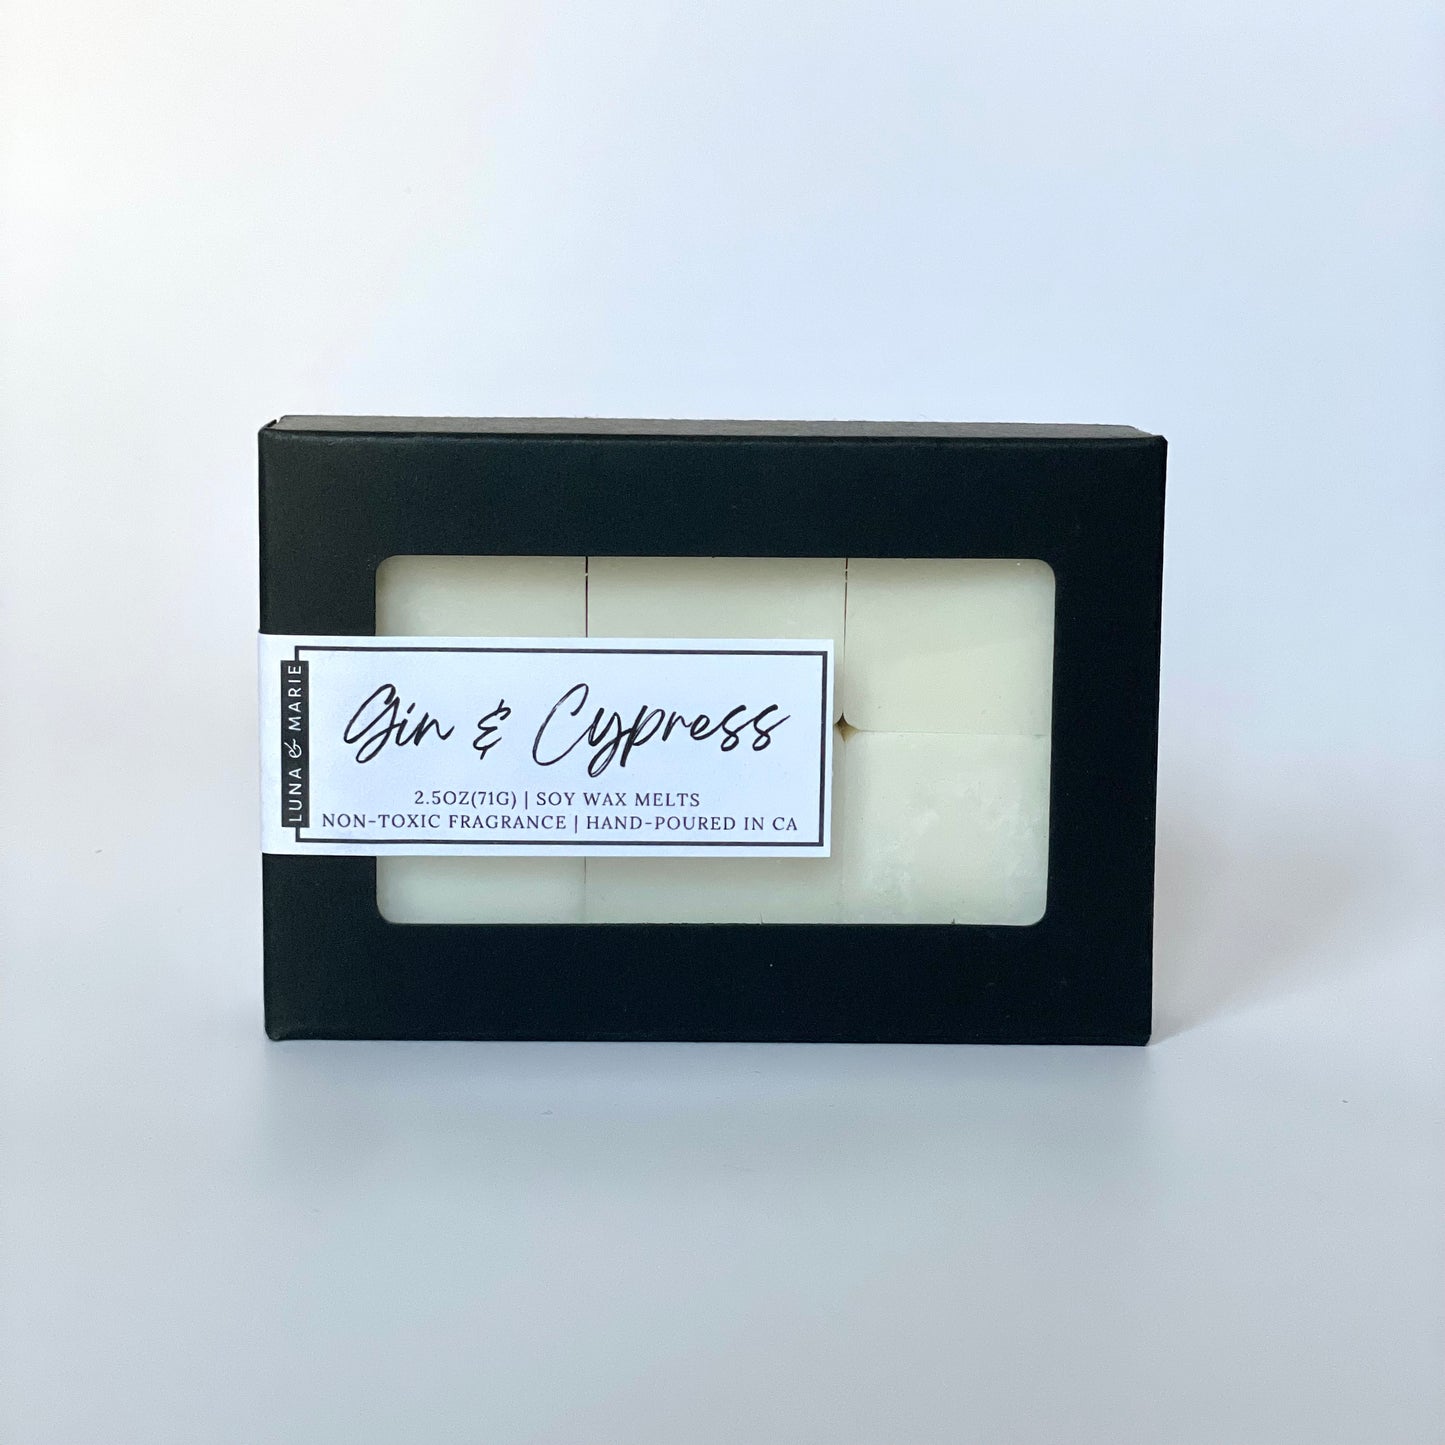 LUNA & MARIE
Gin & Cypress
2.5OZ(71G) | SOY WAX MELTS
NON-TOXIC FRAGRANCE | HAND-POURED IN CA